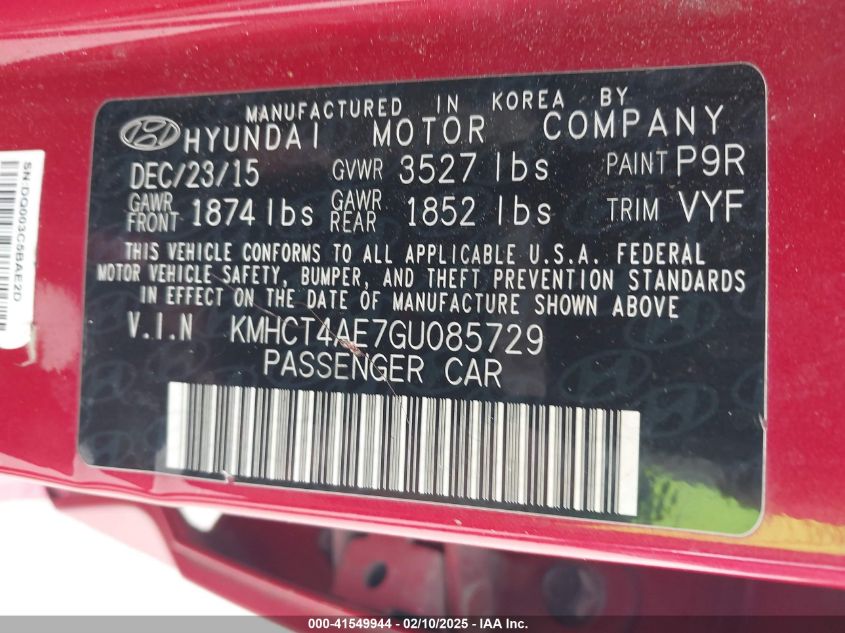 MANUFACTURED IN KOREA BY
HYUNDAI MOTOR COMPANY
DEC/23/15 GVWR 3527 lbs PAINT P9R
GAWR FRONT 1874 lbs GAWR REAR 1852 lbs TRIM VYF
THIS VEHICLE CONFORMS TO ALL APPLICABLE U.S.A. FEDERAL
MOTOR VEHICLE SAFETY, BUMPER, AND THEFT PREVENTION STANDARDS
IN EFFECT ON THE DATE OF MANUFACTURE SHOWN ABOVE
V.I.N KMHCT4AE7GU085729
PASSENGER CAR
SN:DQ003C5BAE2D
000-41549944 - 02/10/2025 - IAA Inc.